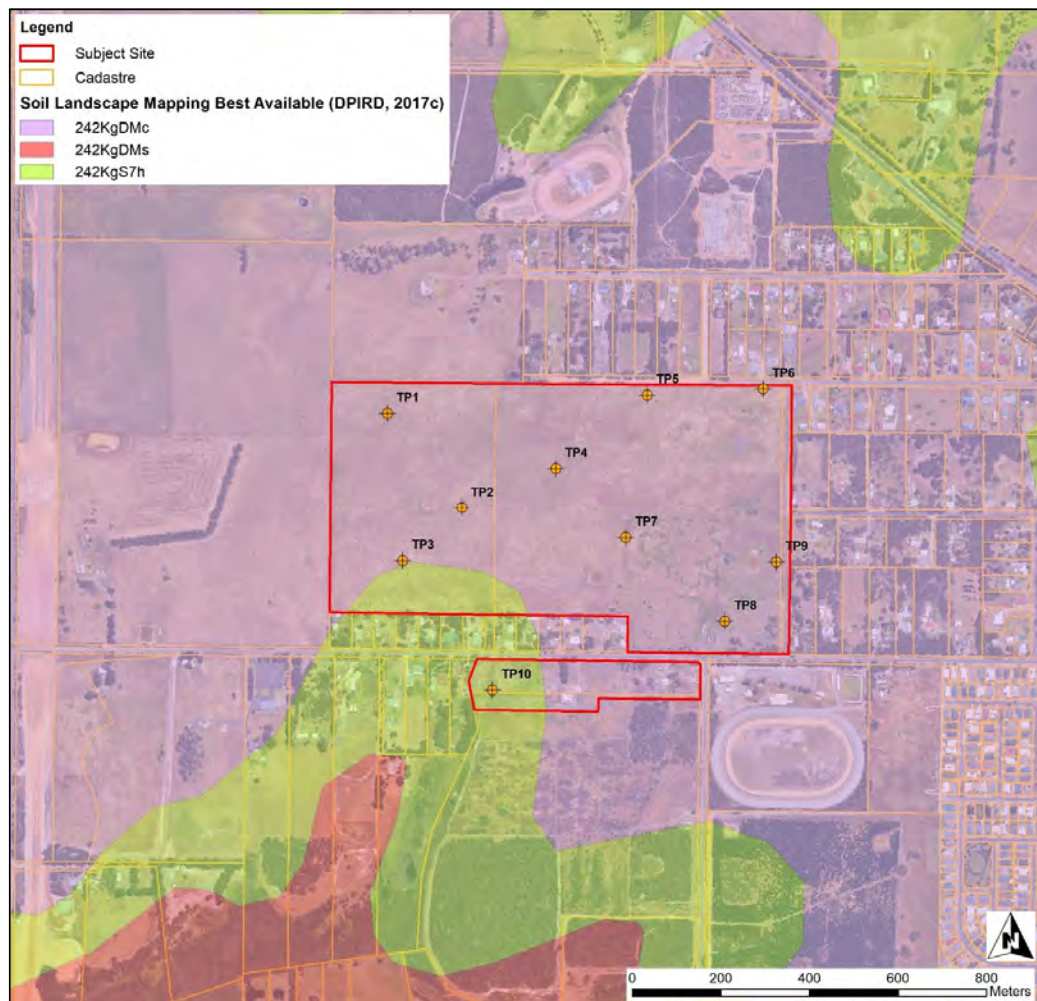 Legend
Subject Site
Cadastre
Soil Landscape Mapping Best Available (DPIRD, 2017c)
242KgDMc
242KgDMs
242KgS7h
TP6
TP5
TP1
TP4
TP2
TP7
TP3
TP9
TP8
TP10
N
0 200 400 600 800
Meters